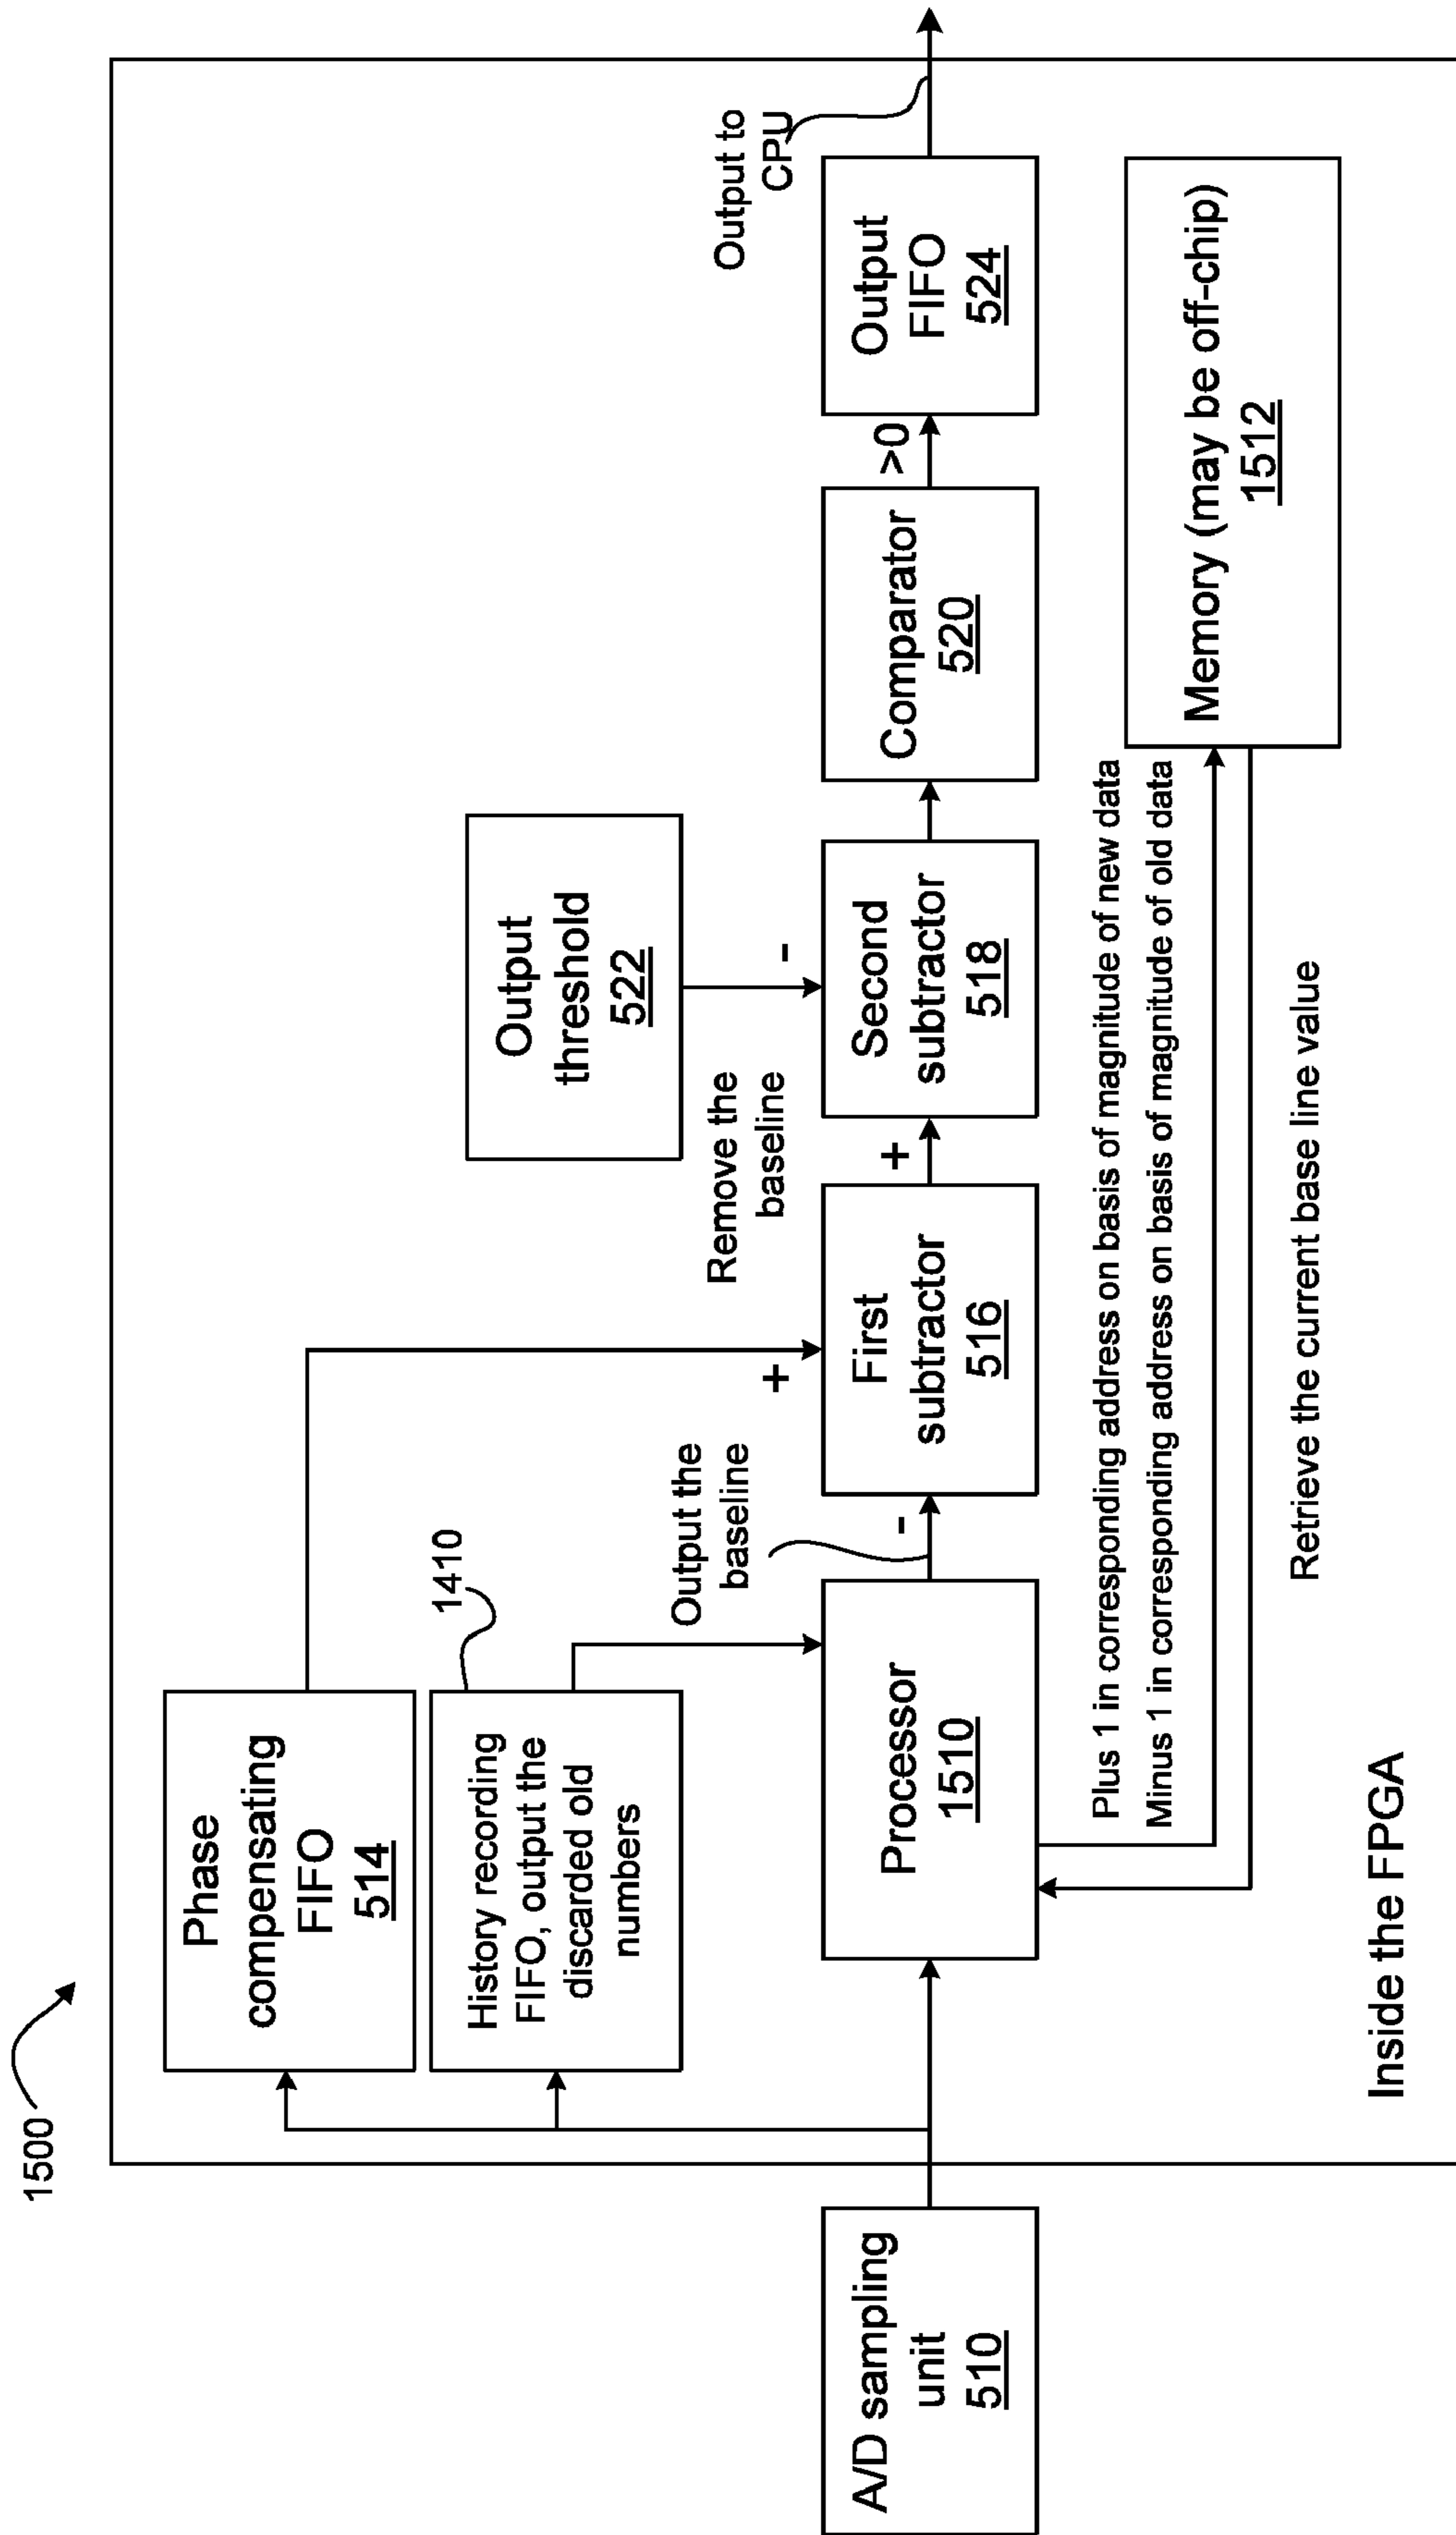 1500
Phase
compensating
FIFO
514
History recording
FIFO, output the
discarded old
numbers
1410
Output
threshold
522
Remove the
baseline
-
+
Output the
baseline
Output to
CPU
A/D sampling
unit
510
Processor
1510
-
First
subtractor
516
+
Second
subtractor
518
Comparator
520
>0
Output
FIFO
524
Plus 1 in corresponding address on basis of magnitude of new data
Minus 1 in corresponding address on basis of magnitude of old data
Memory (may be off-chip)
1512
Retrieve the current base line value
Inside the FPGA